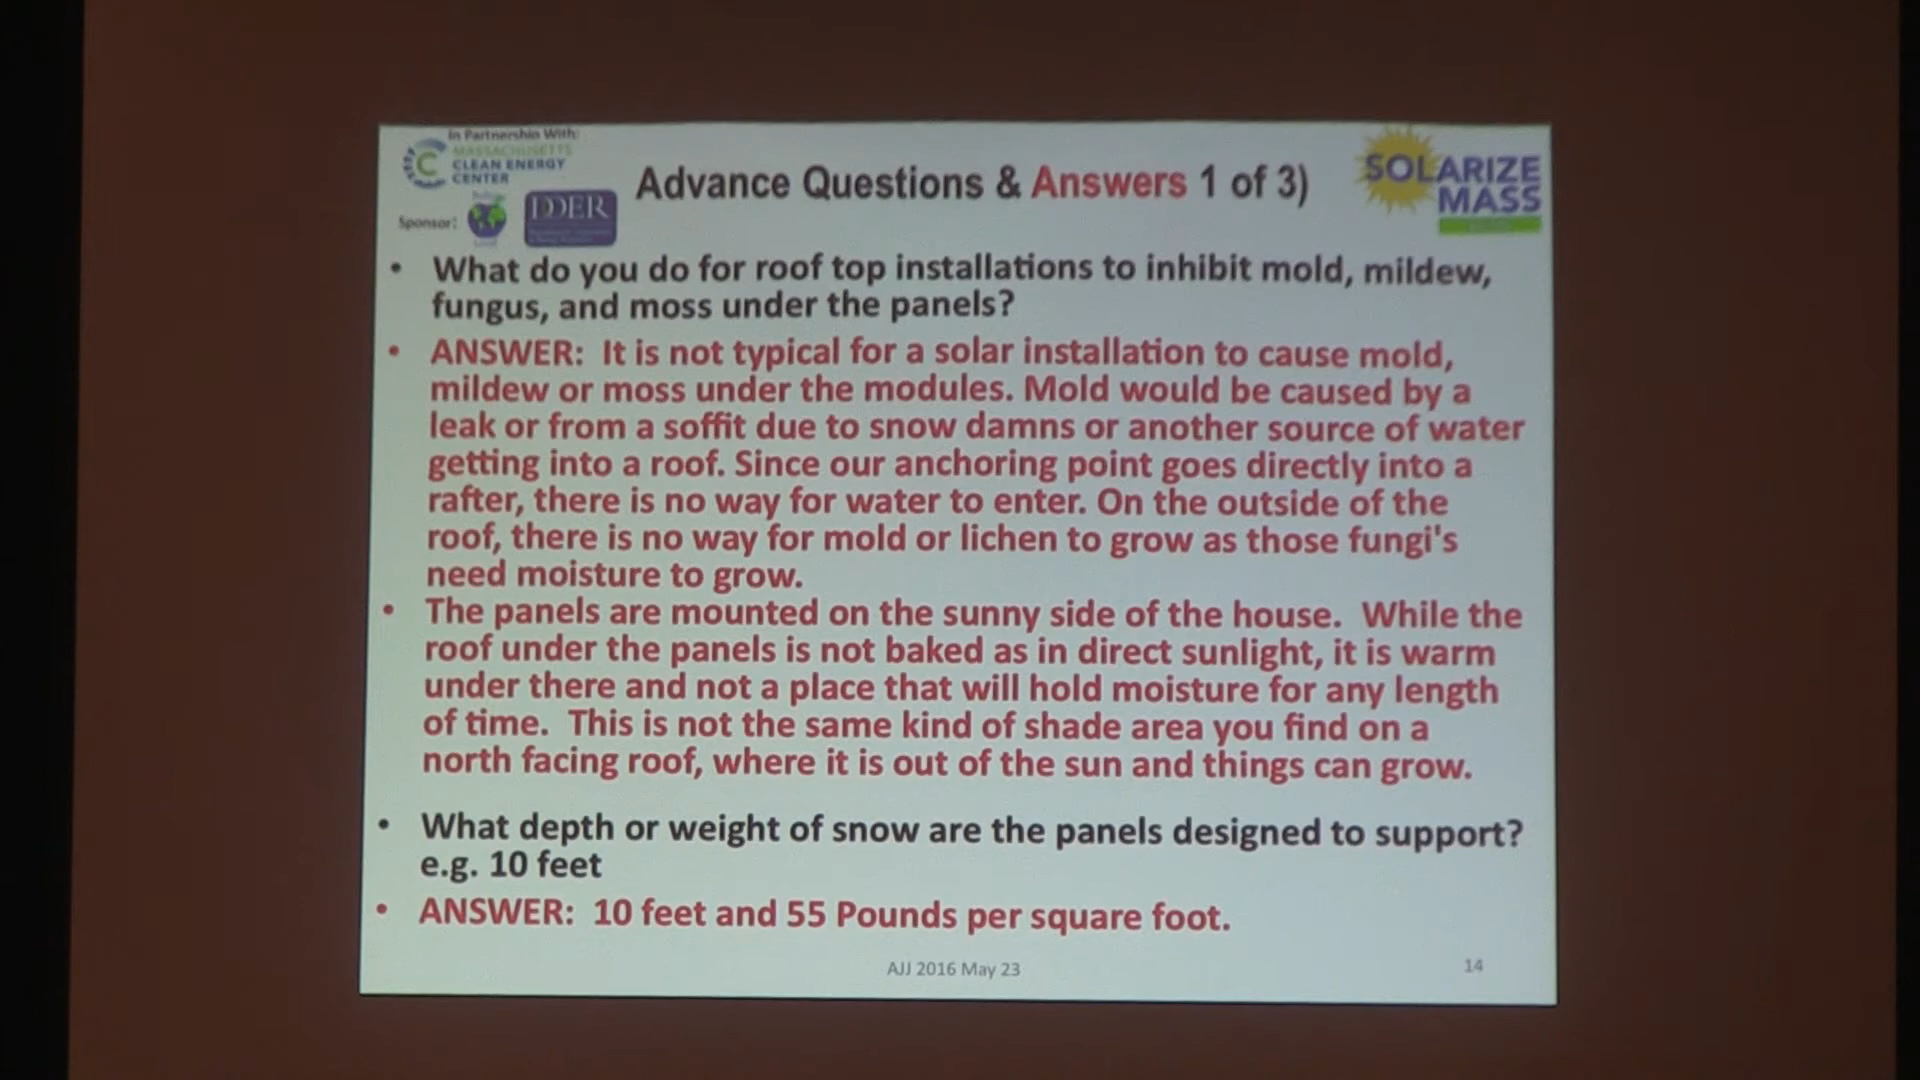 In Partnership With:
MASSACHUSETTS
CLEAN ENERGY
CENTER
Sponsor:
DOER
Advance Questions & Answers 1 of 3)
SOLARIZE
MASS
• What do you do for roof top installations to inhibit mold, mildew,
fungus, and moss under the panels?
• ANSWER: It is not typical for a solar installation to cause mold,
mildew or moss under the modules. Mold would be caused by a
leak or from a soffit due to snow damns or another source of water
getting into a roof. Since our anchoring point goes directly into a
rafter, there is no way for water to enter. On the outside of the
roof, there is no way for mold or lichen to grow as those fungi's
need moisture to grow.
• The panels are mounted on the sunny side of the house. While the
roof under the panels is not baked as in direct sunlight, it is warm
under there and not a place that will hold moisture for any length
of time. This is not the same kind of shade area you find on a
north facing roof, where it is out of the sun and things can grow.
• What depth or weight of snow are the panels designed to support?
e.g. 10 feet
• ANSWER: 10 feet and 55 Pounds per square foot.
AJJ 2016 May 23
14